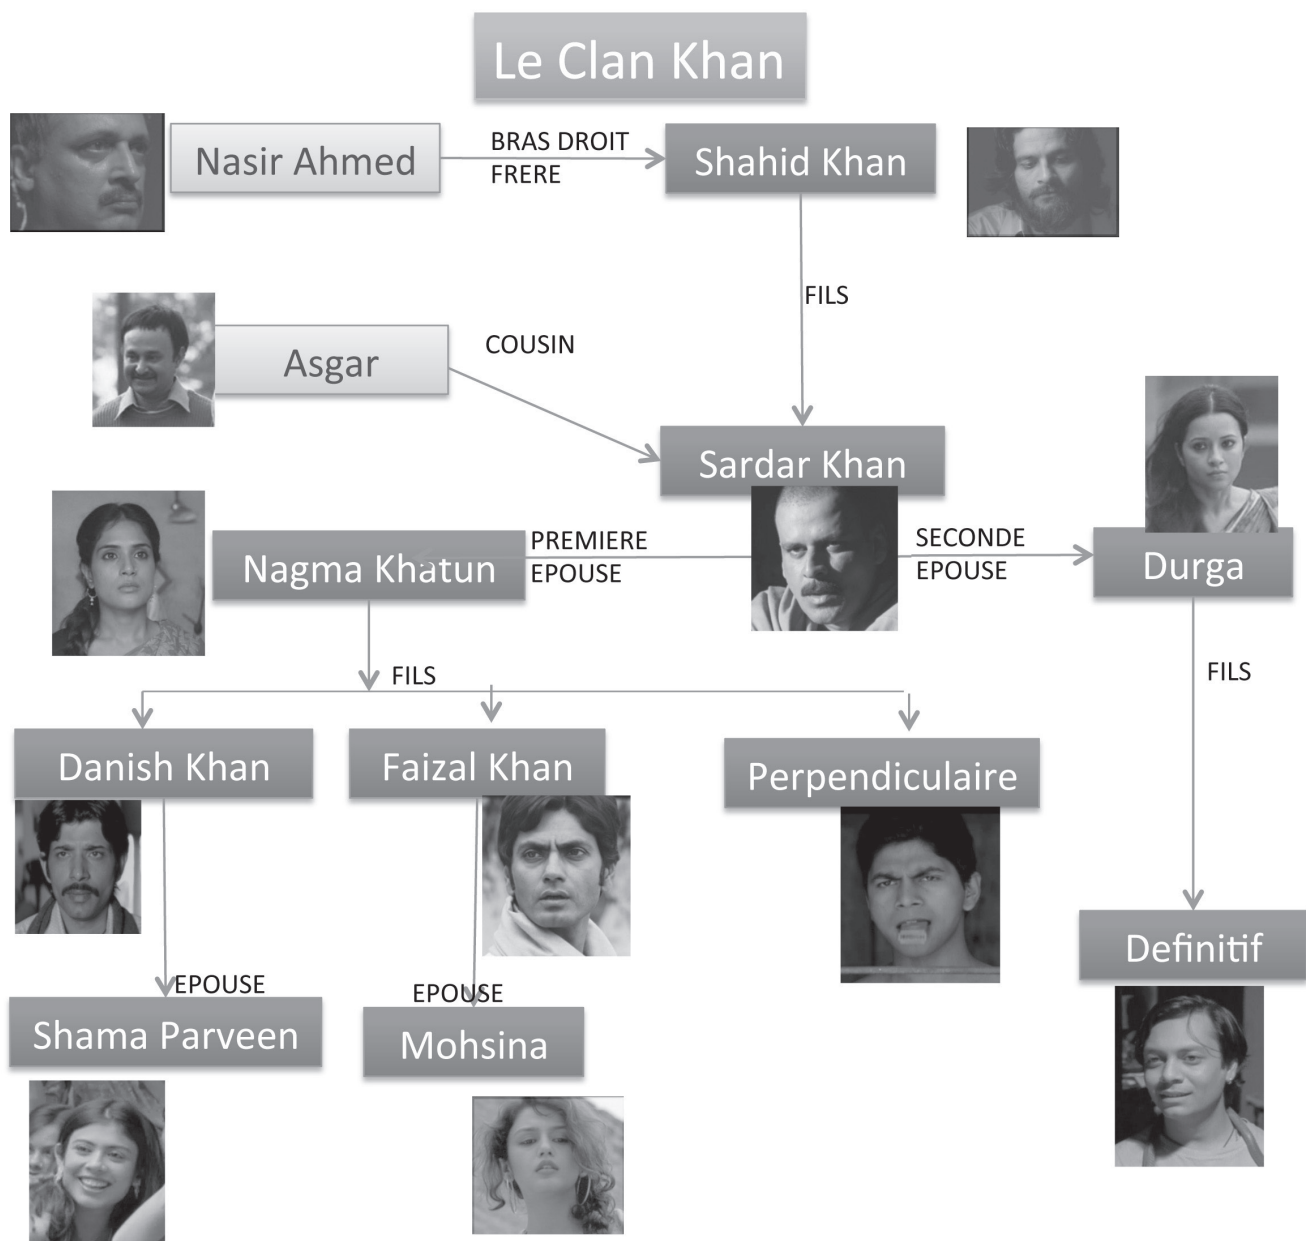 Le Clan Khan
Nasir Ahmed
BRAS DROIT
FRERE
Shahid Khan
FILS
Asgar
COUSIN
Sardar Khan
Nagma Khatun
PREMIERE
EPOUSE
SECONDE
EPOUSE
Durga
FILS
FILS
Danish Khan
Faizal Khan
Perpendiculaire
Definitif
EPOUSE
EPOUSE
Shama Parveen
Mohsina